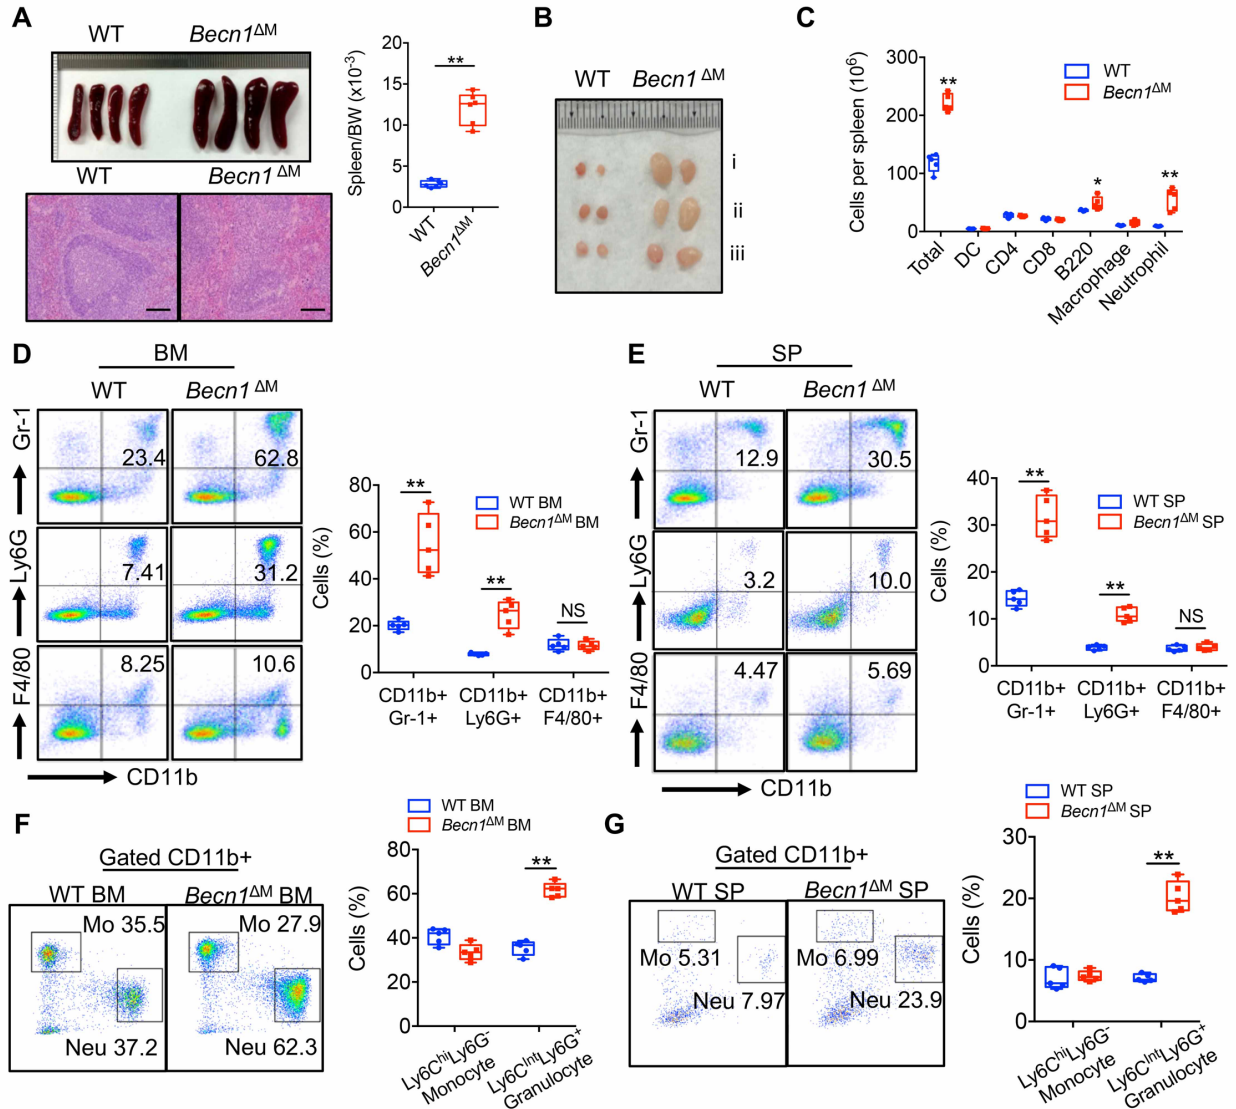 A
WT Becn1ΔM
WT Becn1ΔM
Spleen/BW (x10-3)
20
15
10
5
0
**
WT
Becn1ΔM
B
WT Becn1 ΔM
i
ii
iii
C
Cells per spleen (10⁶)
300
200
100
0
WT
Becn1ΔM
**
*
**
Total
DC
CD4
CD8
B220
Macrophage
Neutrophil
D
BM
WT Becn1 ΔM
Gr-1
23.4 62.8
Ly6G
7.41 31.2
F4/80
8.25 10.6
CD11b
Cells (%)
80
60
40
20
0
WT BM
Becn1ΔM BM
**
**
NS
CD11b+ CD11b+ CD11b+
Gr-1+ Ly6G+ F4/80+
E
SP
WT Becn1 ΔM
Gr-1
12.9 30.5
Ly6G
3.2 10.0
F4/80
4.47 5.69
CD11b
Cells (%)
40
30
20
10
0
WT SP
Becn1ΔM SP
**
**
NS
CD11b+ CD11b+ CD11b+
Gr-1+ Ly6G+ F4/80+
F
Gated CD11b+
WT BM Becn1ΔM BM
Mo 35.5 Mo 27.9
Neu 37.2 Neu 62.3
WT BM
Becn1ΔM BM
Cells (%)
80
60
40
20
0
**
Ly6ChiLy6G-
Monocyte
Ly6CIntLy6G+
Granulocyte
G
Gated CD11b+
WT SP Becn1ΔM SP
Mo 5.31 Mo 6.99
Neu 7.97 Neu 23.9
WT SP
Becn1ΔM SP
Cells (%)
30
20
10
0
**
Ly6ChiLy6G-
Monocyte
Ly6CIntLy6G+
Granulocyte